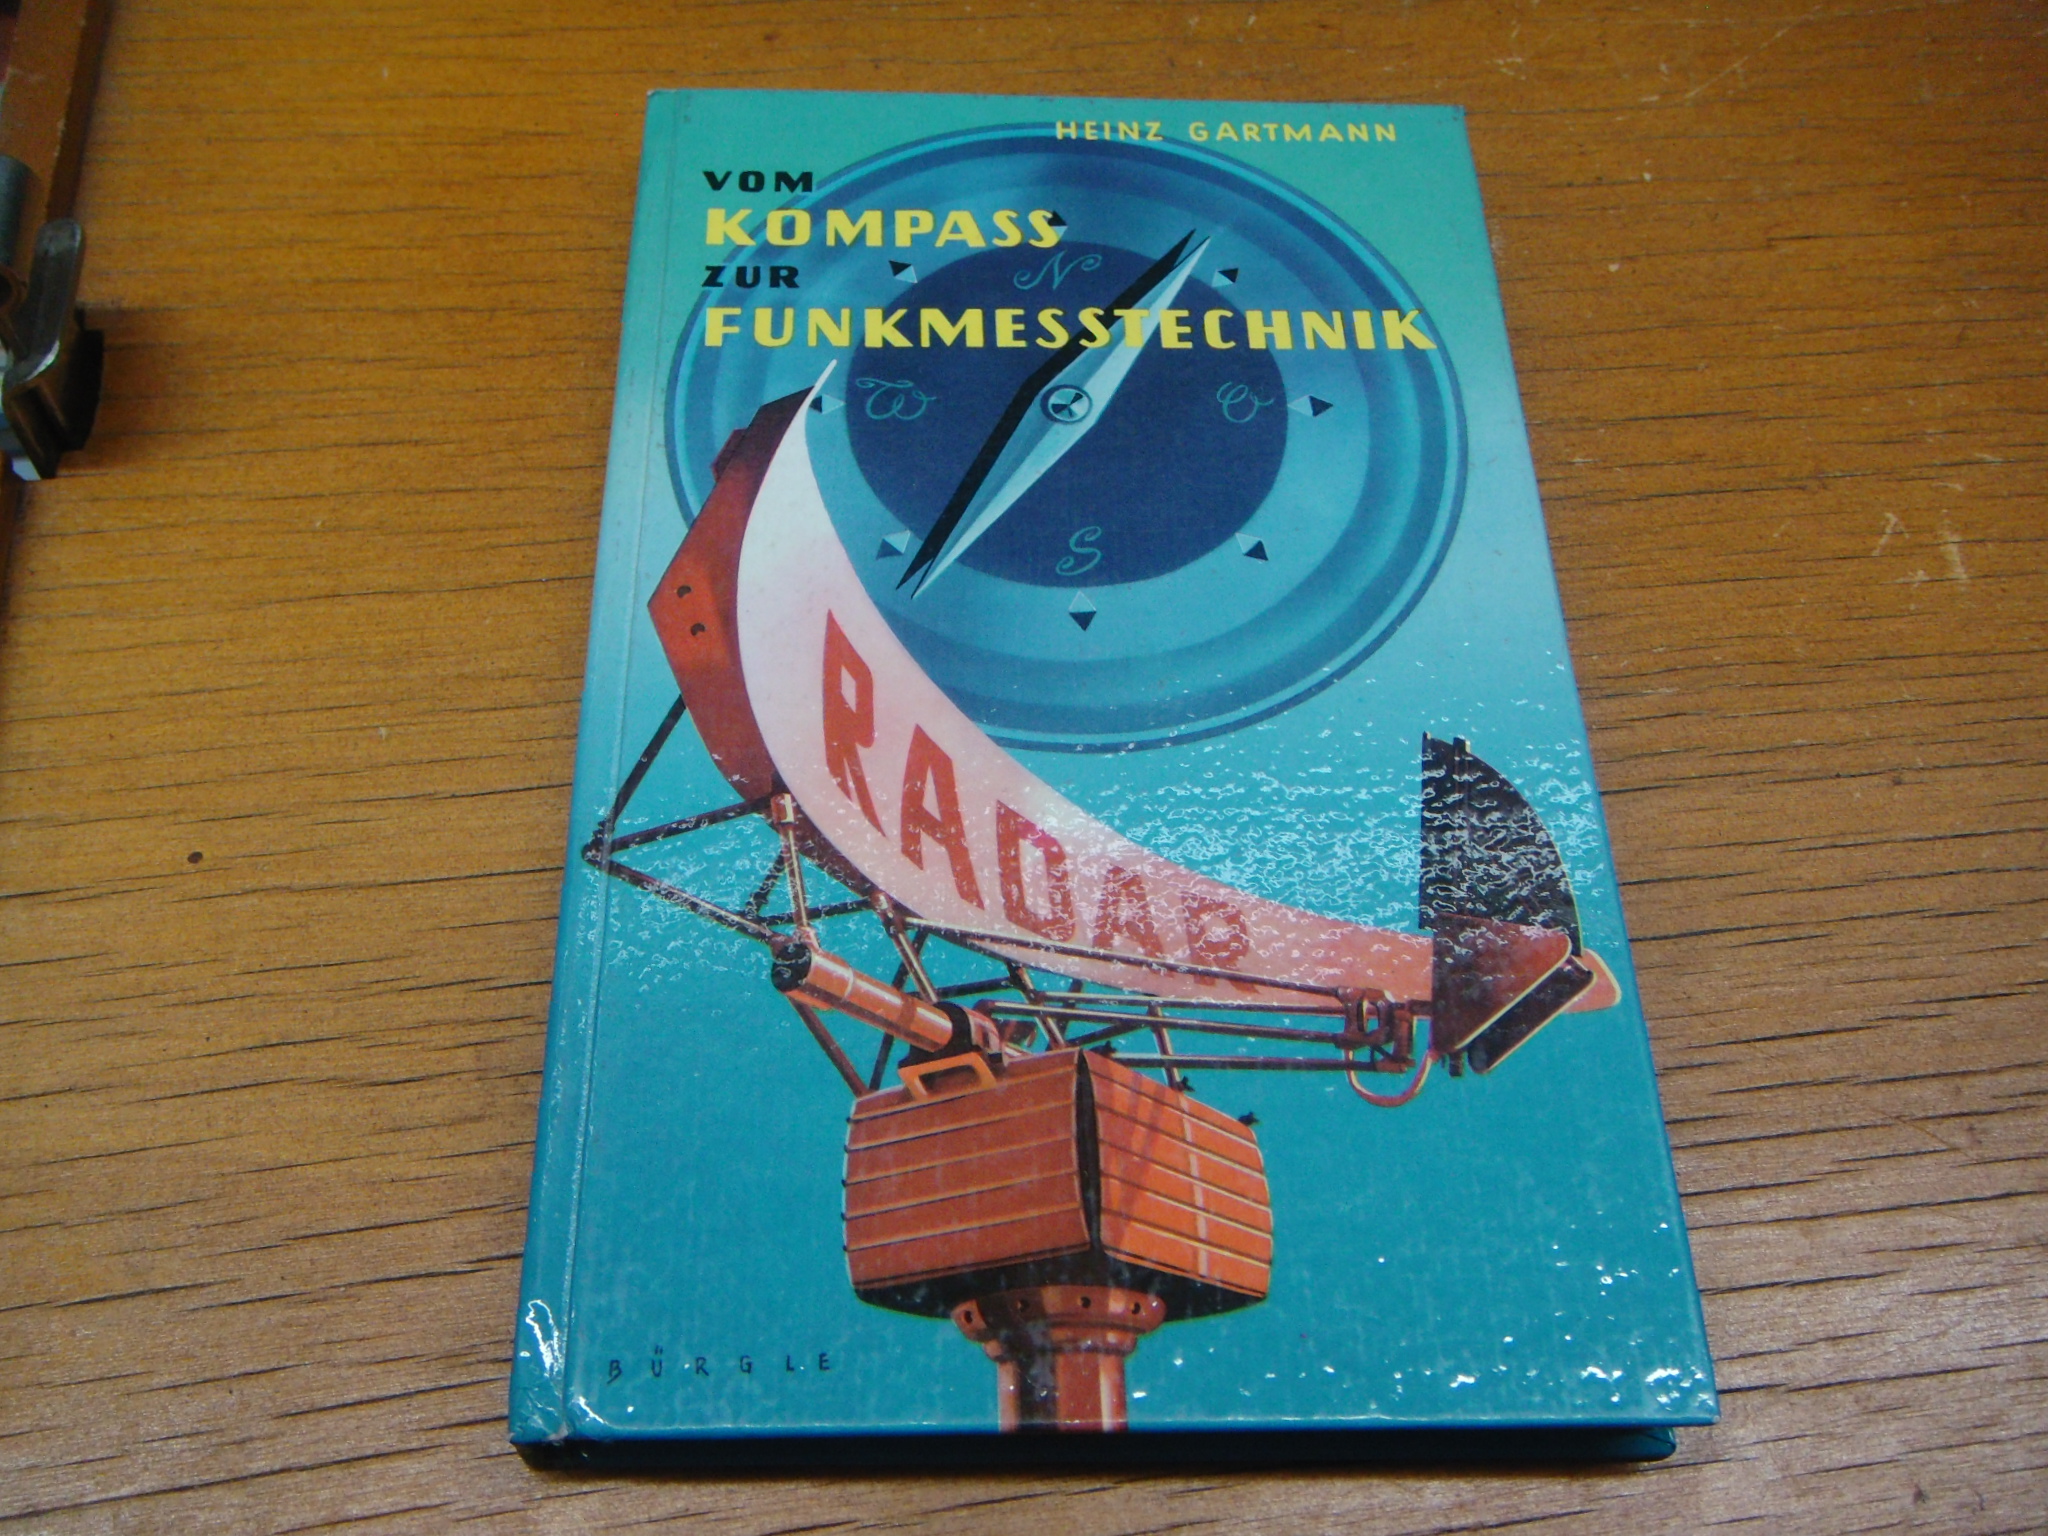 HEINZ GARTMANN
VOM
KOMPASS
ZUR
FUNKMESSTECHNIK
N
W
O
S
RADAR
BÜRGLE